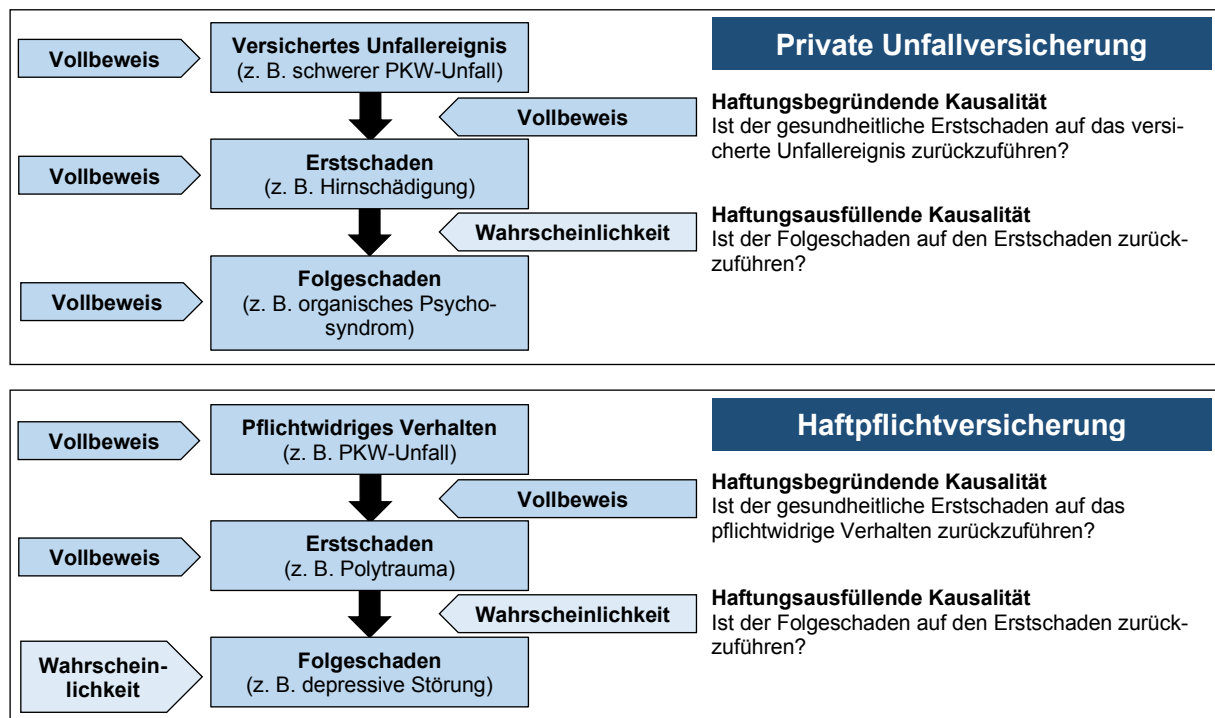 Private Unfallversicherung
Vollbeweis
Versichertes Unfallereignis
(z. B. schwerer PKW-Unfall)
Vollbeweis
Haftungsbegründende Kausalität
Ist der gesundheitliche Erstschaden auf das versi-
cherte Unfallereignis zurückzuführen?
Vollbeweis
Erstschaden
(z. B. Hirnschädigung)
Wahrscheinlichkeit
Haftungsausfüllende Kausalität
Ist der Folgeschaden auf den Erstschaden zurück-
zuführen?
Vollbeweis
Folgeschaden
(z. B. organisches Psycho-
syndrom)
Haftpflichtversicherung
Vollbeweis
Pflichtwidriges Verhalten
(z. B. PKW-Unfall)
Vollbeweis
Haftungsbegründende Kausalität
Ist der gesundheitliche Erstschaden auf das
pflichtwidrige Verhalten zurückzuführen?
Vollbeweis
Erstschaden
(z. B. Polytrauma)
Wahrscheinlichkeit
Haftungsausfüllende Kausalität
Ist der Folgeschaden auf den Erstschaden zurück-
zuführen?
Wahrschein-
lichkeit
Folgeschaden
(z. B. depressive Störung)